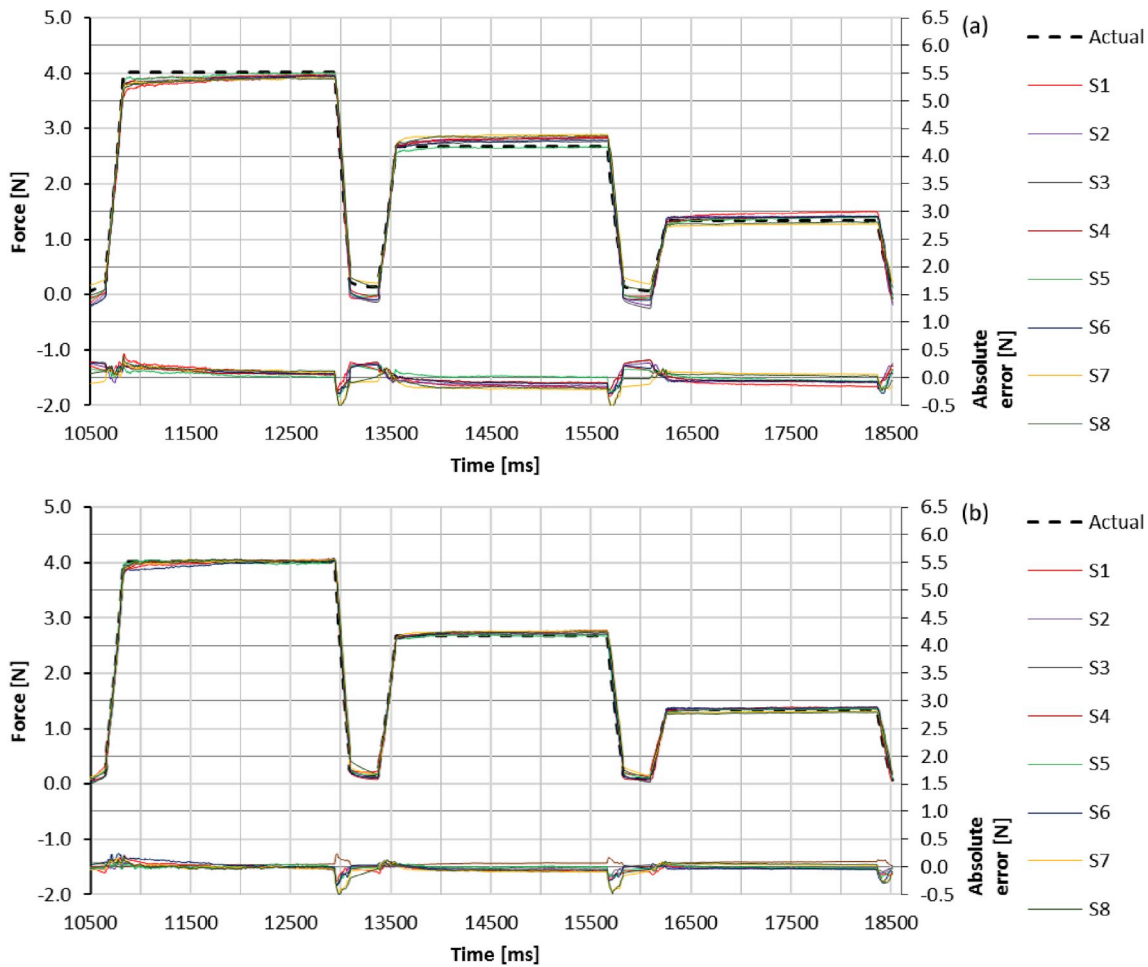 (a)
Force [N]
5.0
4.0
3.0
2.0
1.0
0.0
-1.0
-2.0
6.5
6.0
5.5
5.0
4.5
4.0
3.5
3.0
2.5
2.0
1.5
1.0
0.5
0.0
-0.5
Absolute
error [N]
10500 11500 12500 13500 14500 15500 16500 17500 18500
Time [ms]
Actual
S1
S2
S3
S4
S5
S6
S7
S8
(b)
Force [N]
5.0
4.0
3.0
2.0
1.0
0.0
-1.0
-2.0
6.5
6.0
5.5
5.0
4.5
4.0
3.5
3.0
2.5
2.0
1.5
1.0
0.5
0.0
-0.5
Absolute
error [N]
10500 11500 12500 13500 14500 15500 16500 17500 18500
Time [ms]
Actual
S1
S2
S3
S4
S5
S6
S7
S8